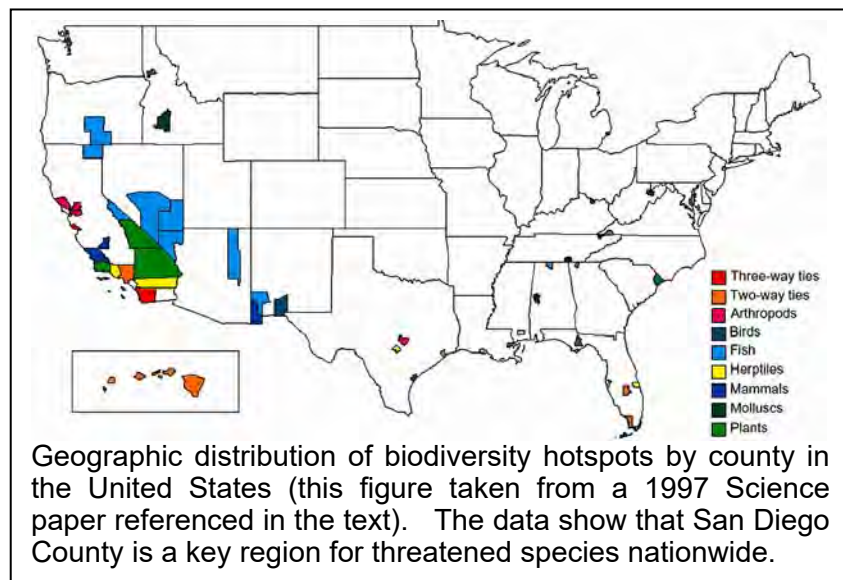 Three-way ties
Two-way ties
Arthropods
Birds
Fish
Herptiles
Mammals
Molluscs
Plants
Geographic distribution of biodiversity hotspots by county in
the United States (this figure taken from a 1997 Science
paper referenced in the text). The data show that San Diego
County is a key region for threatened species nationwide.